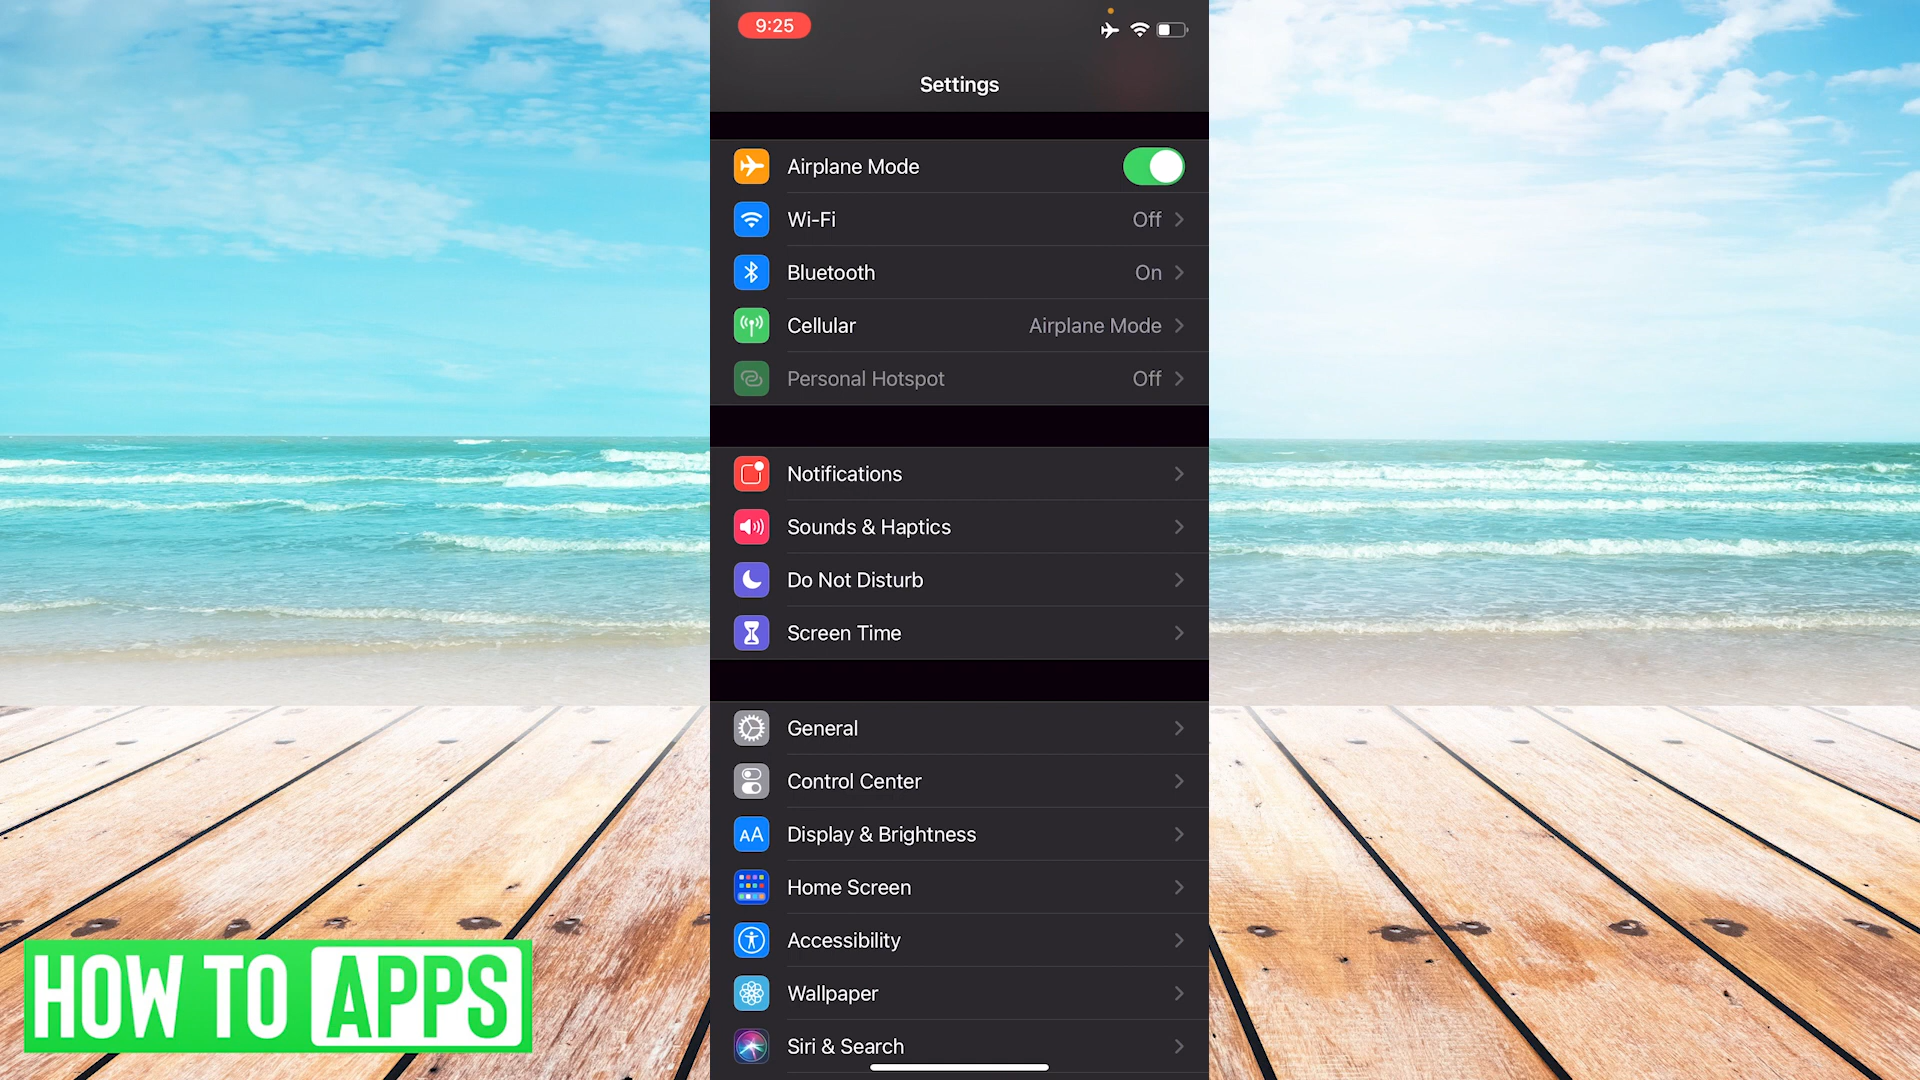 9:25
Settings
Airplane Mode
Wi-Fi Off
Bluetooth On
Cellular Airplane Mode
Personal Hotspot Off
Notifications
Sounds & Haptics
Do Not Disturb
Screen Time
General
Control Center
AA Display & Brightness
Home Screen
Accessibility
Wallpaper
Siri & Search
HOW TO APPS